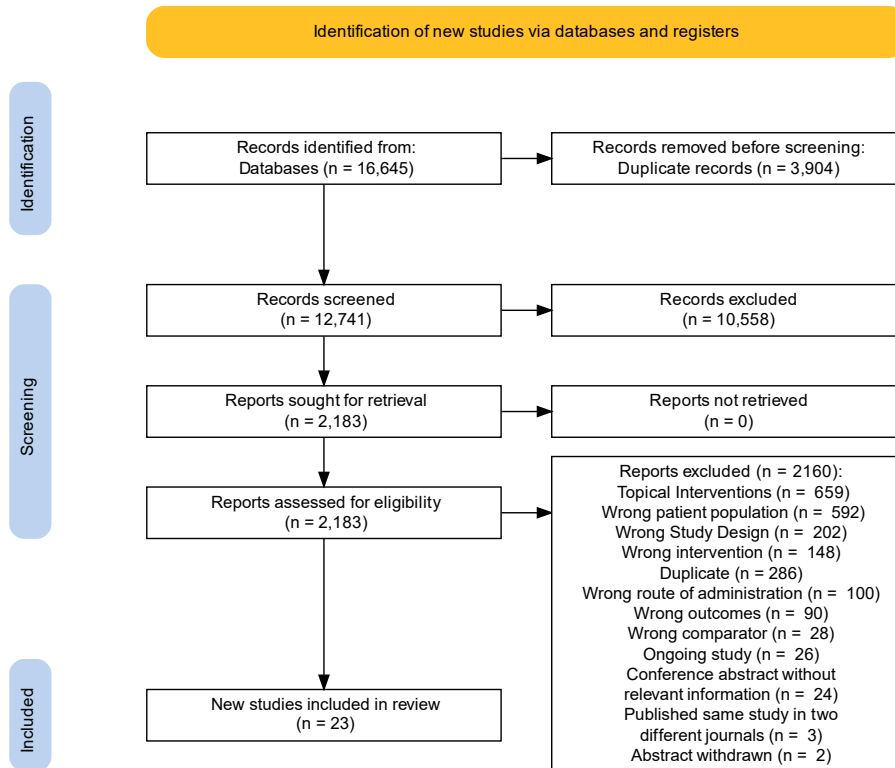 Identification of new studies via databases and registers
Identification
Records identified from:
Databases (n = 16,645)
Records removed before screening:
Duplicate records (n = 3,904)
Screening
Records screened
(n = 12,741)
Records excluded
(n = 10,558)
Reports sought for retrieval
(n = 2,183)
Reports not retrieved
(n = 0)
Reports assessed for eligibility
(n = 2,183)
Reports excluded (n = 2160):
Topical Interventions (n = 659)
Wrong patient population (n = 592)
Wrong Study Design (n = 202)
Wrong intervention (n = 148)
Duplicate (n = 286)
Wrong route of administration (n = 100)
Wrong outcomes (n = 90)
Wrong comparator (n = 28)
Ongoing study (n = 26)
Conference abstract without
relevant information (n = 24)
Published same study in two
different journals (n = 3)
Abstract withdrawn (n = 2)
Included
New studies included in review
(n = 23)